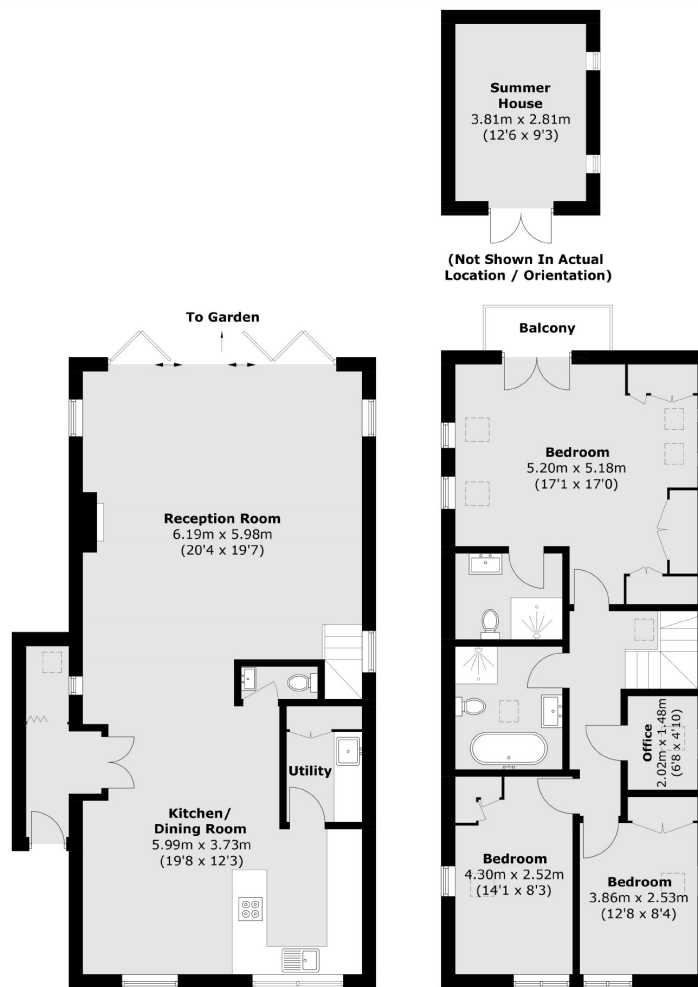 Summer
House
3.81m x 2.81m
(12'6 x 9'3)
(Not Shown In Actual
Location / Orientation)
To Garden
Balcony
Reception Room
6.19m x 5.98m
(20'4 x 19'7)
Bedroom
5.20m x 5.18m
(17'1 x 17'0)
Utility
Kitchen/
Dining Room
5.99m x 3.73m
(19'8 x 12'3)
Office
2.02m x 1.48m
(6'8 x 4'10)
Bedroom
4.30m x 2.52m
(14'1 x 8'3)
Bedroom
3.86m x 2.53m
(12'8 x 8'4)